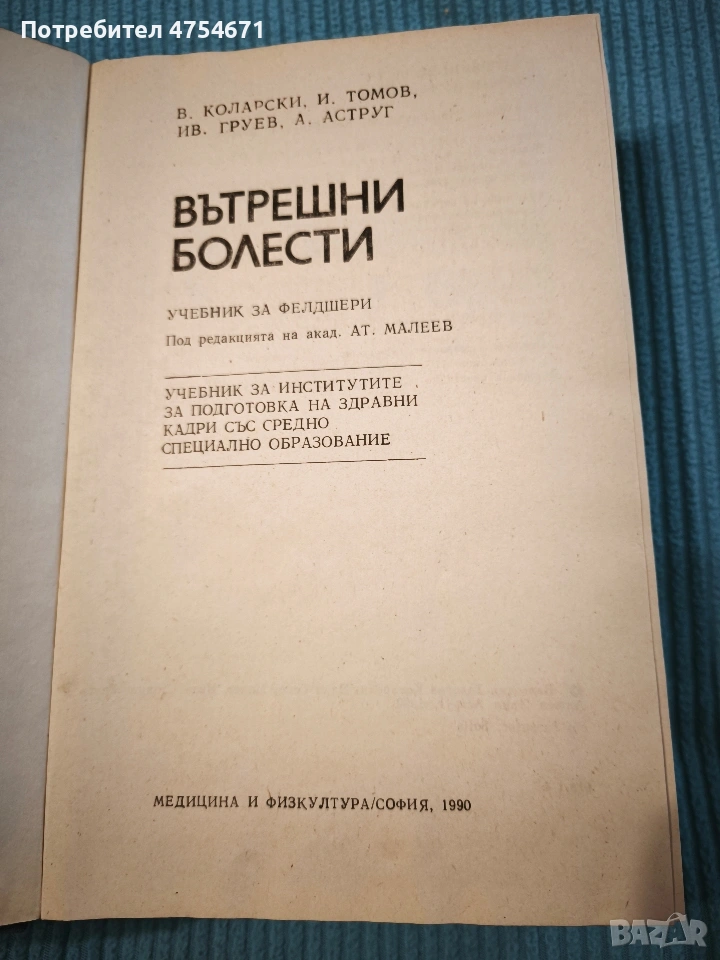 Потребител 4754671
В. КОЛАРСКИ, И. ТОМОВ,
ИВ. ГРУЕВ, А. АСТРУГ
ВЪТРЕШНИ
БОЛЕСТИ
УЧЕБНИК ЗА ФЕЛДШЕРИ
Под редакцията на акад. АТ. МАЛЕЕВ
УЧЕБНИК ЗА ИНСТИТУТИТЕ
ЗА ПОДГОТОВКА НА ЗДРАВНИ
КАДРИ СЪС СРЕДНО
СПЕЦИАЛНО ОБРАЗОВАНИЕ
МЕДИЦИНА И ФИЗКУЛТУРА/СОФИЯ, 1990
BAZAR